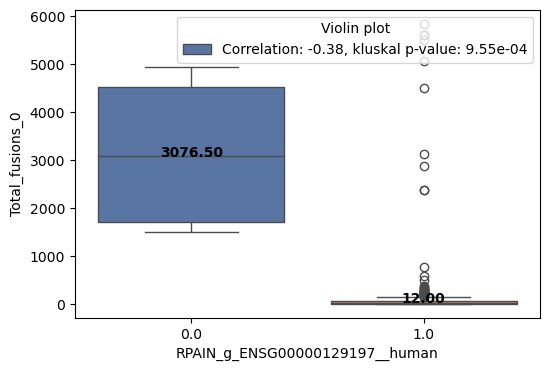 Violin plot
Correlation: -0.38, kluskal p-value: 9.55e-04
6000
5000
4000
3000
2000
1000
0
Total_fusions_0
3076.50
12.00
0.0
1.0
RPAIN_g_ENSG00000129197__human